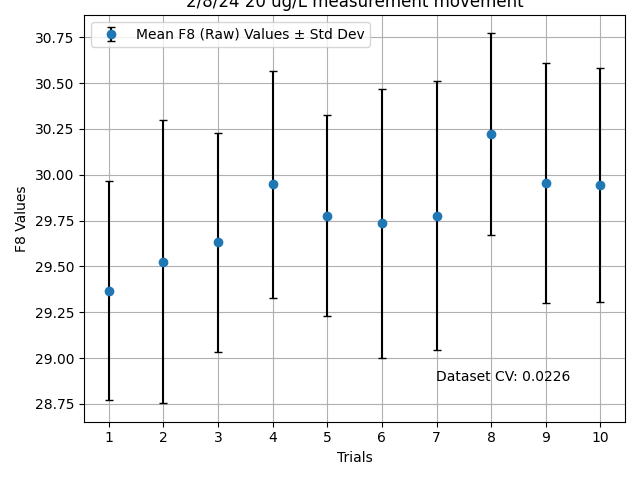 2/8/24 20 ug/L measurement movement
Mean F8 (Raw) Values ± Std Dev
F8 Values
30.75
30.50
30.25
30.00
29.75
29.50
29.25
29.00
28.75
Dataset CV: 0.0226
1 2 3 4 5 6 7 8 9 10
Trials